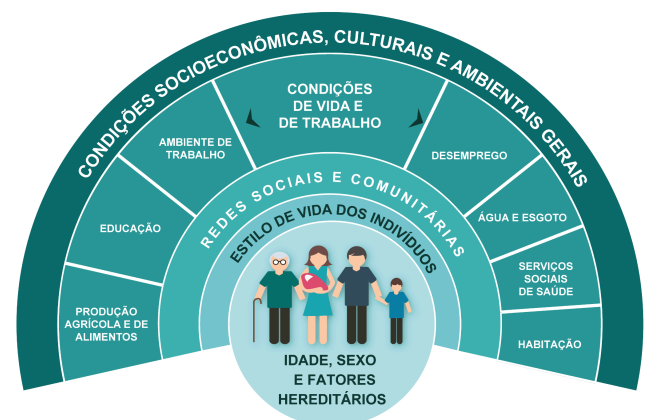 CONDIÇÕES SOCIOECONÔMICAS, CULTURAIS E AMBIENTAIS GERAIS
CONDIÇÕES
DE VIDA E
DE TRABALHO
AMBIENTE DE
TRABALHO
DESEMPREGO
EDUCAÇÃO
ÁGUA E ESGOTO
PRODUÇÃO
AGRÍCOLA E DE
ALIMENTOS
SERVIÇOS
SOCIAIS
DE SAÚDE
HABITAÇÃO
REDES SOCIAIS E COMUNITÁRIAS
ESTILO DE VIDA DOS INDIVÍDUOS
IDADE, SEXO
E FATORES
HEREDITÁRIOS